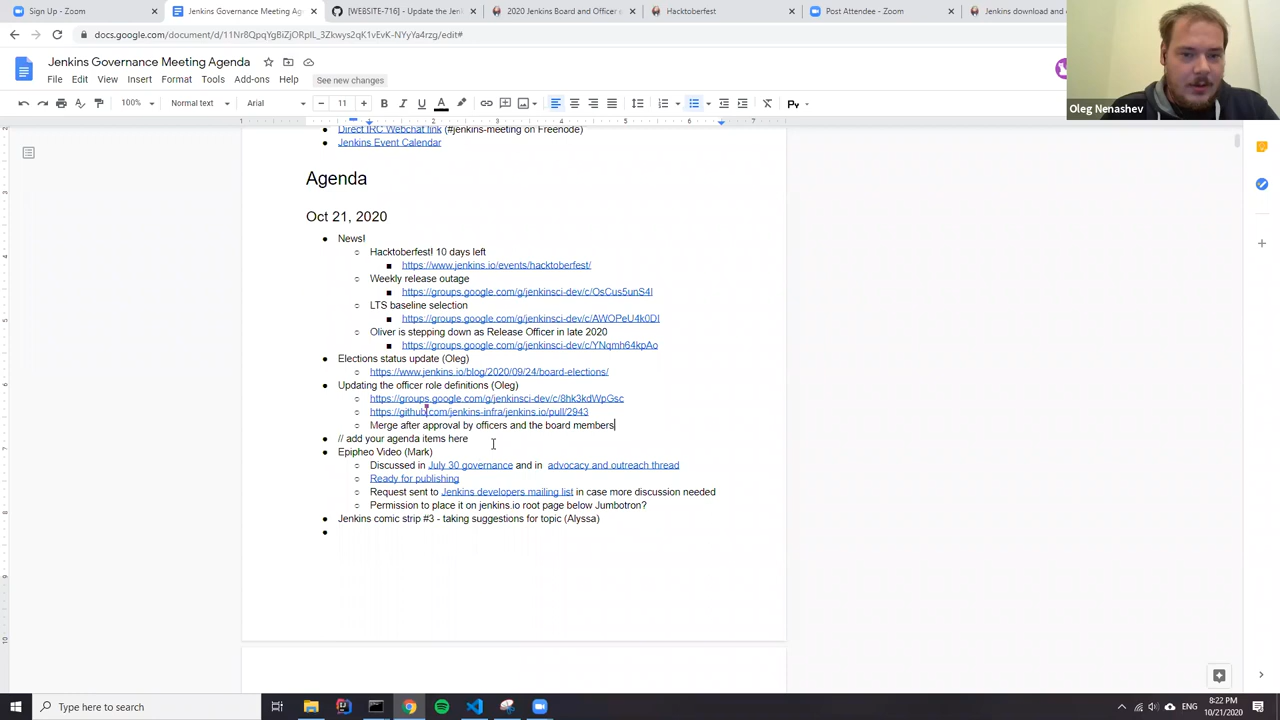 Sign Up - Zoom
Jenkins Governance Meeting Age
[WEBSITE-716] - Update the Jen
2020 Jenkins Board and Officer e
Hacktoberfest
Post Attendee - Zoom
Jenkins download and
docs.google.com/document/d/11Nr8QpqYgBiZjORpIL_3Zkwys2qK1vEvK-NYyYa4rzg/edit#
Jenkins Governance Meeting Agenda
File Edit View Insert Format Tools Add-ons Help See new changes
100% Normal text Arial 11
Oleg Nenashev
Direct IRC Webchat link (#jenkins-meeting on Freenode)
Jenkins Event Calendar
Agenda
Oct 21, 2020
News!
Hacktoberfest! 10 days left
https://www.jenkins.io/events/hacktoberfest/
Weekly release outage
https://groups.google.com/g/jenkinsci-dev/c/OsCus5unS4I
LTS baseline selection
https://groups.google.com/g/jenkinsci-dev/c/AWOPeU4k0DI
Oliver is stepping down as Release Officer in late 2020
https://groups.google.com/g/jenkinsci-dev/c/YNqmh64kpAo
Elections status update (Oleg)
https://www.jenkins.io/blog/2020/09/24/board-elections/
Updating the officer role definitions (Oleg)
https://groups.google.com/g/jenkinsci-dev/c/8hk3kdWpGsc
https://github.com/jenkins-infra/jenkins.io/pull/2943
Merge after approval by officers and the board members
// add your agenda items here
Epipheo Video (Mark)
Discussed in July 30 governance and in advocacy and outreach thread
Ready for publishing
Request sent to Jenkins developers mailing list in case more discussion needed
Permission to place it on jenkins.io root page below Jumbotron?
Jenkins comic strip #3 - taking suggestions for topic (Alyssa)
Type here to search
ENG
8:22 PM
10/21/2020